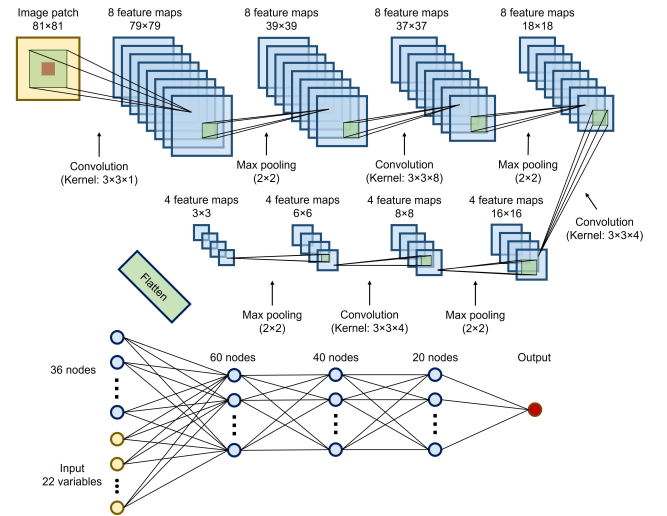 Image patch
81×81
8 feature maps
79×79
8 feature maps
39×39
8 feature maps
37×37
8 feature maps
18×18
Convolution
(Kernel: 3×3×1)
Max pooling
(2×2)
Convolution
(Kernel: 3×3×8)
Max pooling
(2×2)
Convolution
(Kernel: 3×3×4)
4 feature maps
3×3
4 feature maps
6×6
4 feature maps
8×8
4 feature maps
16×16
Max pooling
(2×2)
Convolution
(Kernel: 3×3×4)
Max pooling
(2×2)
Flatten
36 nodes
60 nodes
40 nodes
20 nodes
Output
Input
22 variables